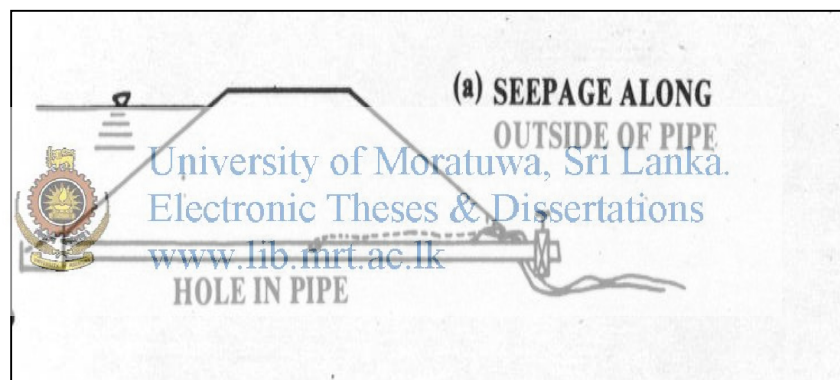 (a) SEEPAGE ALONG
OUTSIDE OF PIPE
University of Moratuwa, Sri Lanka.
Electronic Theses & Dissertations
www.lib.mrt.ac.lk
HOLE IN PIPE